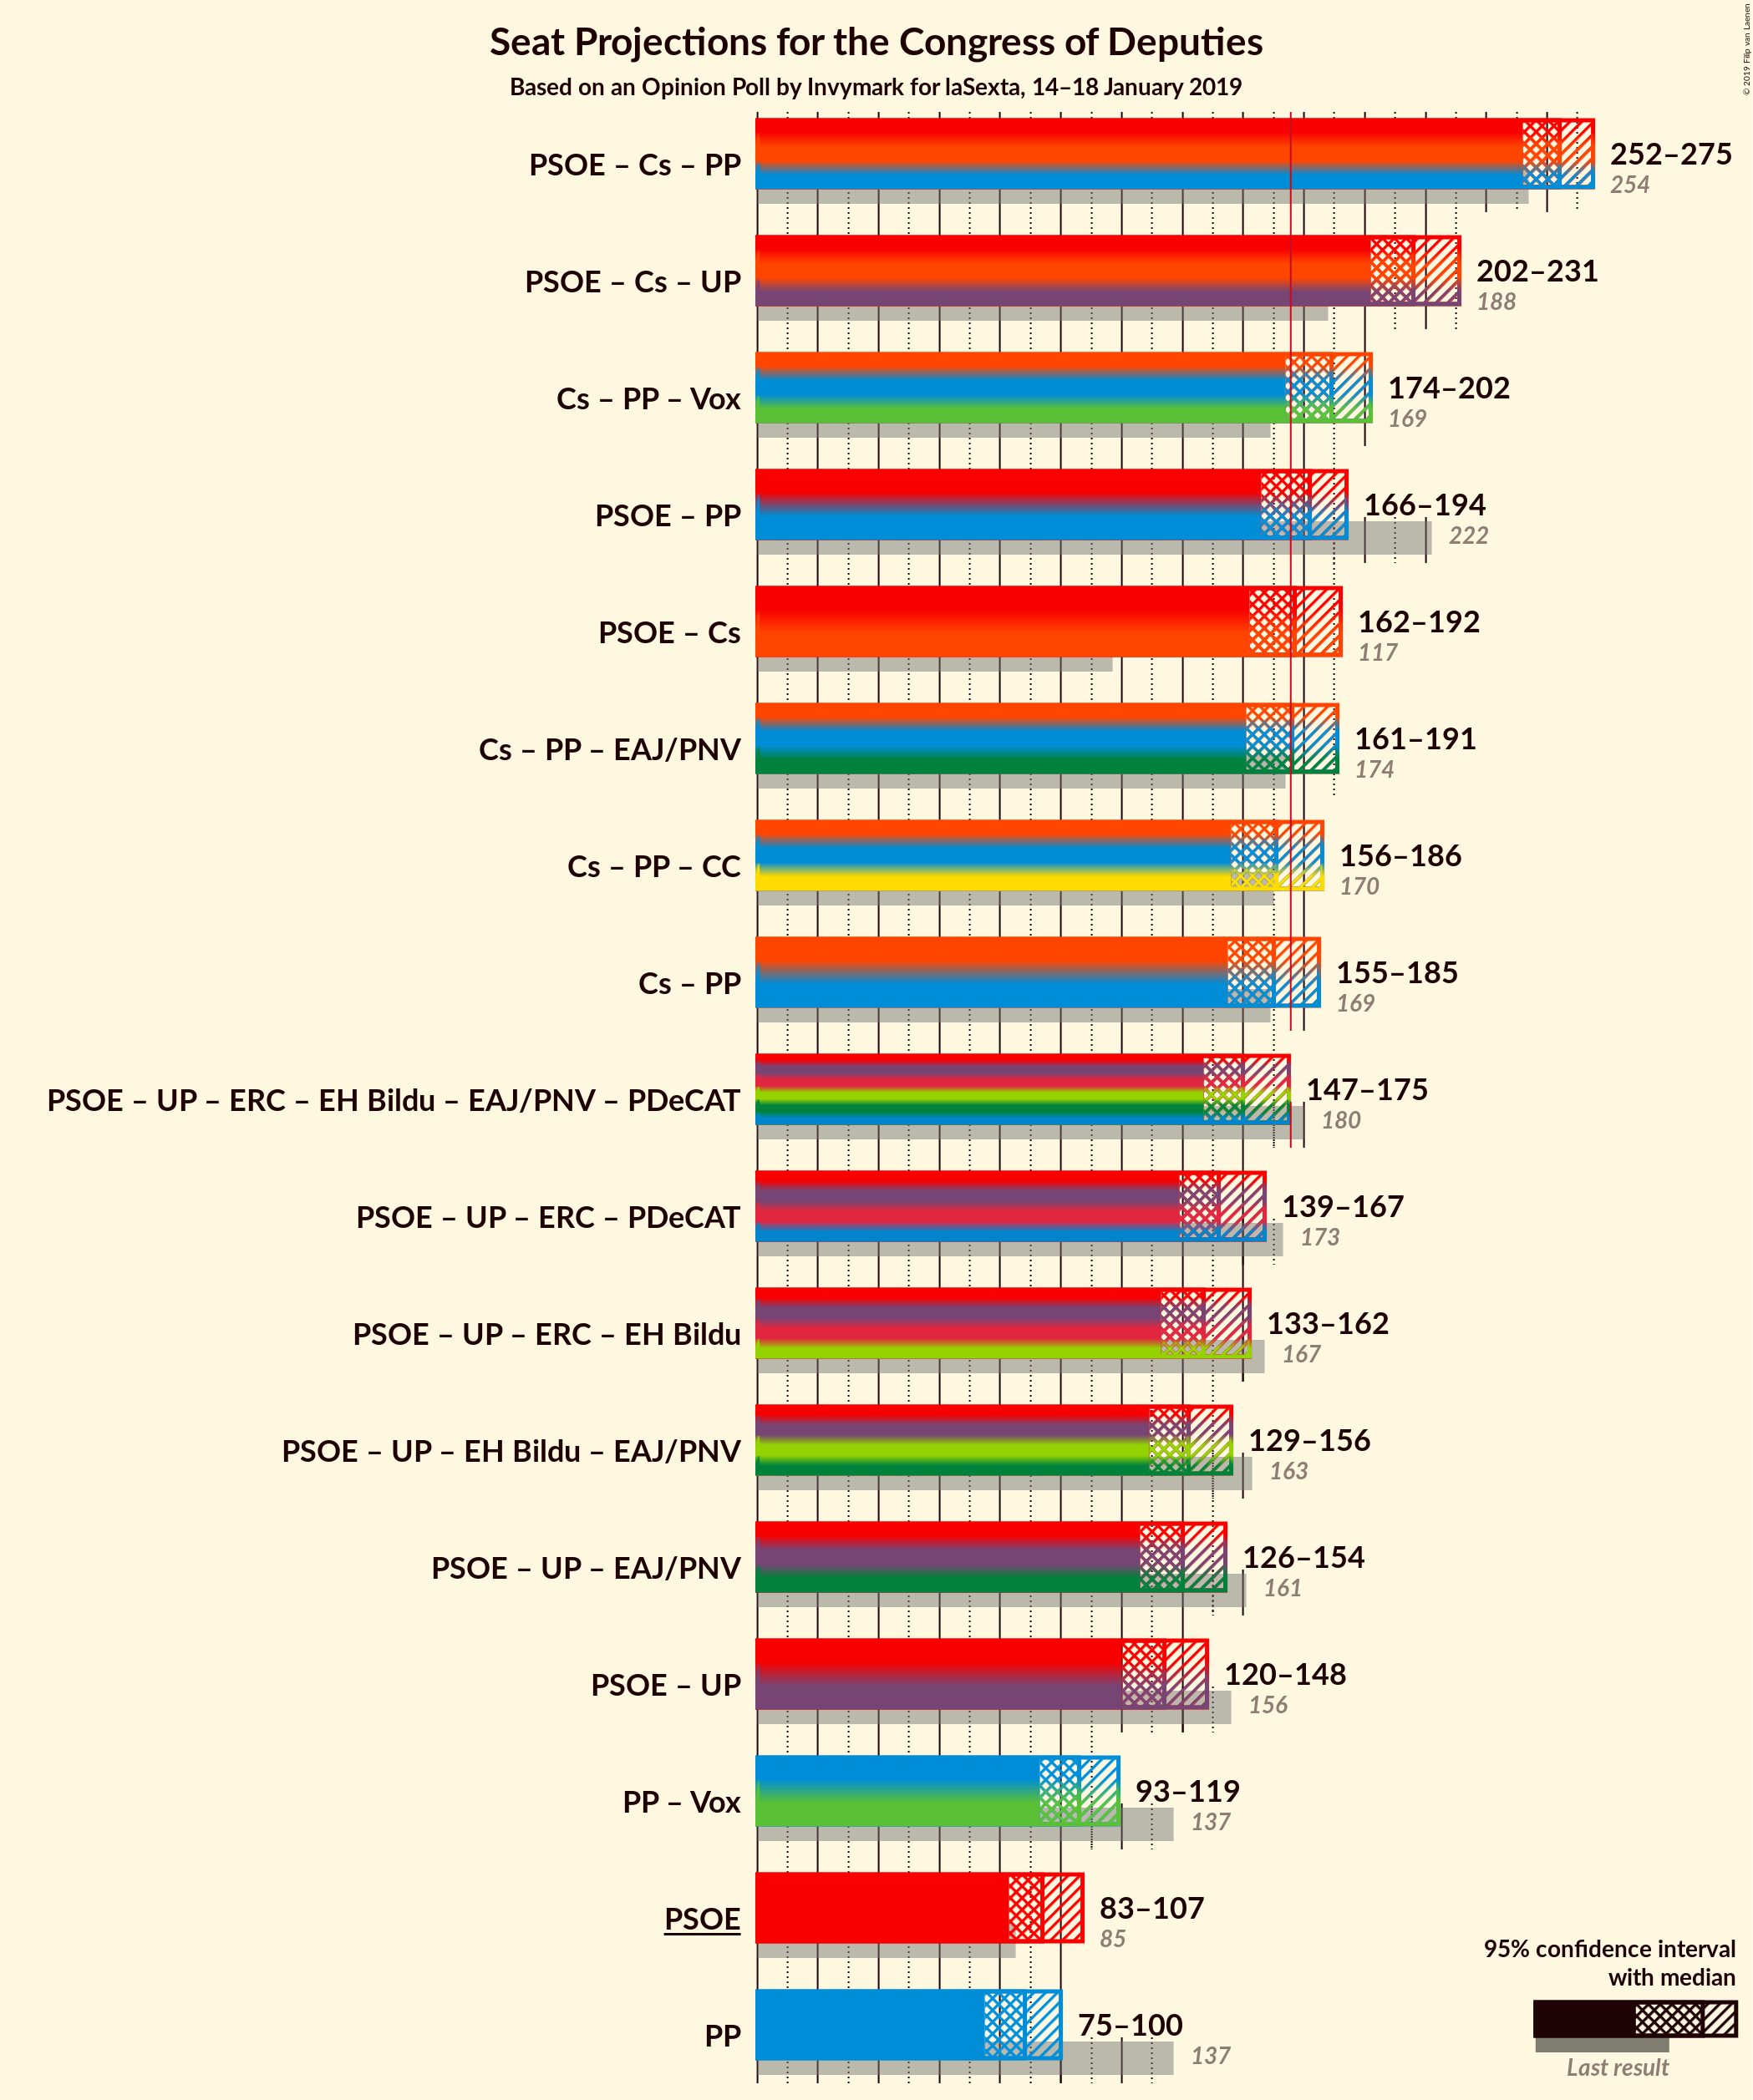 Seat Projections for the Congress of Deputies
Based on an Opinion Poll by Invymark for laSexta, 14–18 January 2019
© 2019 Filip van Laenen
PSOE – Cs – PP
252–275
254
PSOE – Cs – UP
202–231
188
Cs – PP – Vox
174–202
169
PSOE – PP
166–194
222
PSOE – Cs
162–192
117
Cs – PP – EAJ/PNV
161–191
174
Cs – PP – CC
156–186
170
Cs – PP
155–185
169
PSOE – UP – ERC – EH Bildu – EAJ/PNV – PDeCAT
147–175
180
PSOE – UP – ERC – PDeCAT
139–167
173
PSOE – UP – ERC – EH Bildu
133–162
167
PSOE – UP – EH Bildu – EAJ/PNV
129–156
163
PSOE – UP – EAJ/PNV
126–154
161
PSOE – UP
120–148
156
PP – Vox
93–119
137
PSOE
83–107
85
PP
75–100
137
95% confidence interval
with median
Last result